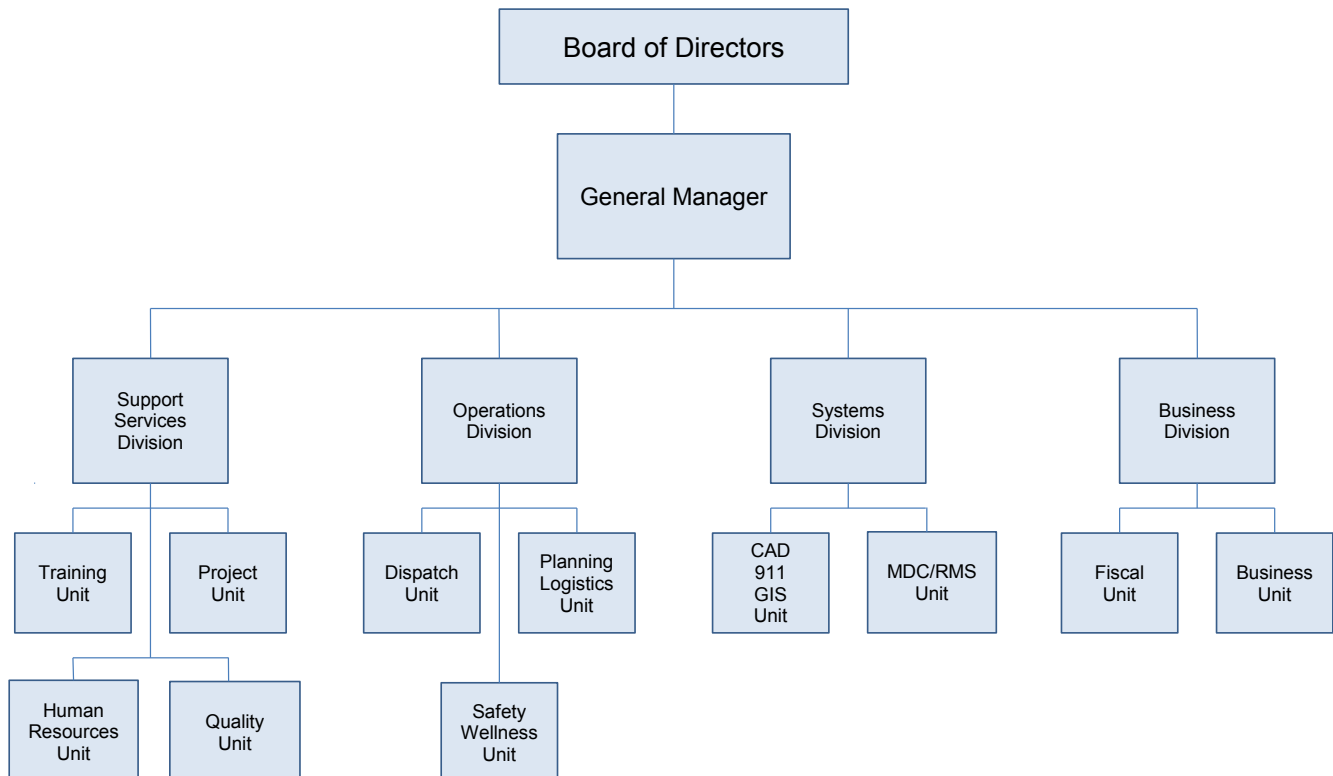 Board of Directors
General Manager
Support
Services
Division
Operations
Division
Systems
Division
Business
Division
Training
Unit
Project
Unit
Dispatch
Unit
Planning
Logistics
Unit
CAD
911
GIS
Unit
MDC/RMS
Unit
Fiscal
Unit
Business
Unit
Human
Resources
Unit
Quality
Unit
Safety
Wellness
Unit